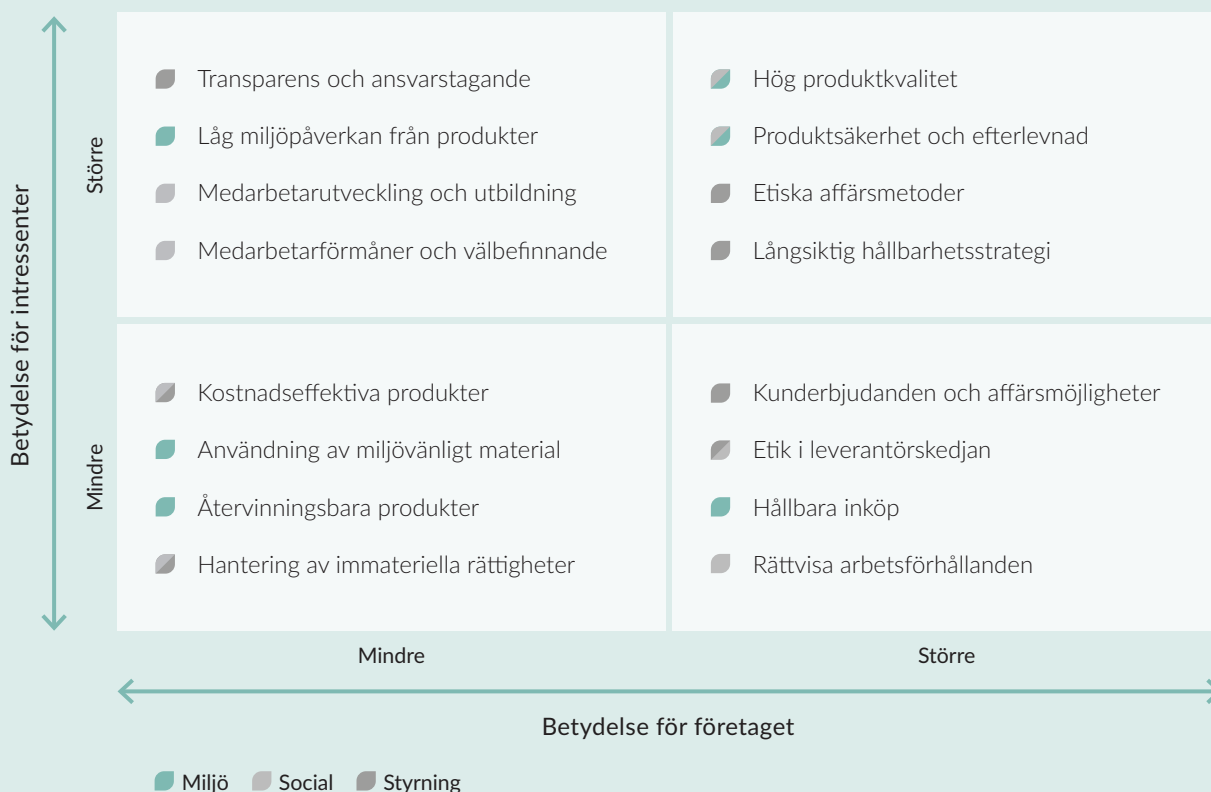 Betydelse för intressenter
Större
Transparens och ansvarstagande
Låg miljöpåverkan från produkter
Medarbetarutveckling och utbildning
Medarbetarförmåner och välbefinnande
Hög produktkvalitet
Produktsäkerhet och efterlevnad
Etiska affärsmetoder
Långsiktig hållbarhetsstrategi
Mindre
Kostnadseffektiva produkter
Användning av miljövänligt material
Återvinningsbara produkter
Hantering av immateriella rättigheter
Kunderbjudanden och affärsmöjligheter
Etik i leverantörskedjan
Hållbara inköp
Rättvisa arbetsförhållanden
Mindre
Större
Betydelse för företaget
Miljö Social Styrning